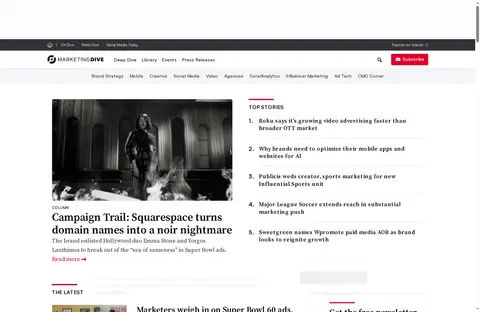 CX Dive Retail Dive Social Media Today
Explore our network
MARKETINGDIVE Deep Dive Library Events Press Releases
Subscribe
Brand Strategy Mobile Creative Social Media Video Agencies Data/Analytics Influencer Marketing Ad Tech CMO Corner
COLUMN
Campaign Trail: Squarespace turns
domain names into a noir nightmare
The brand enlisted Hollywood duo Emma Stone and Yorgos
Lanthimos to break out of the “sea of sameness” in Super Bowl ads.
Read more
TOP STORIES
1. Roku says it's growing video advertising faster than
broader OTT market
2. Why brands need to optimize their mobile apps and
websites for AI
3. Publicis weds creator, sports marketing for new
Influential Sports unit
4. Major League Soccer extends reach in substantial
marketing push
5. Sweetgreen names Wpromote paid media AOR as brand
looks to reignite growth
THE LATEST
Marketers weigh in on Super Bowl 60 ads,
Get the free newsletter